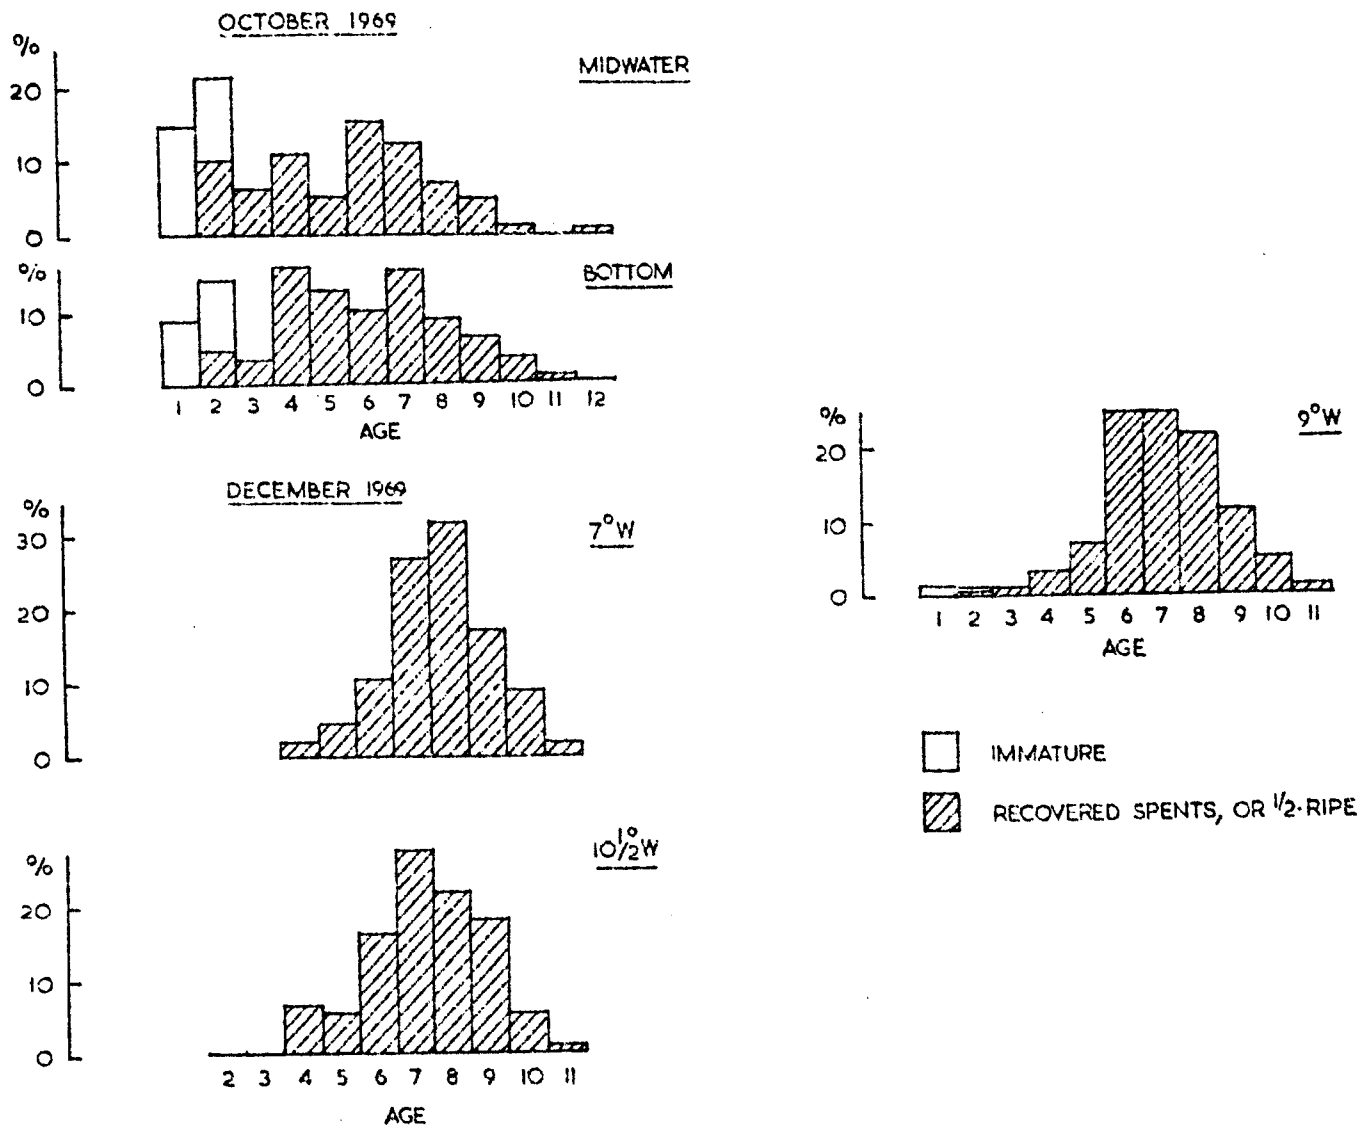 OCTOBER 1969
%
MIDWATER
20
10
0
%
BOTTOM
10
0
1 2 3 4 5 6 7 8 9 10 11 12
AGE
DECEMBER 1969
%
7°W
30
20
10
0
%
10 1/2°W
20
10
0
2 3 4 5 6 7 8 9 10 11
AGE
%
9°W
20
10
0
1 2 3 4 5 6 7 8 9 10 11
AGE
IMMATURE
RECOVERED SPENTS, OR 1/2·RIPE